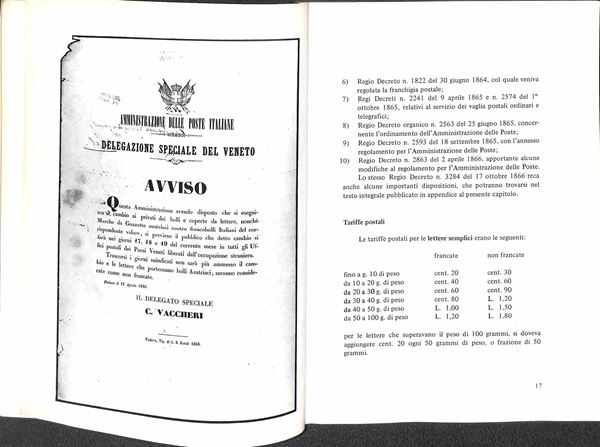 AMMINISTRAZIONE DELLE POSTE ITALIANE
DELEGAZIONE SPECIALE DEL VENETO
AVVISO
Questa Amministrazione avendo disposto che si esegui-
sca il cambio ai privati dei bolli e coperte da lettere, nonchè
Marche da Gazzette austriaci contro francobolli Italiani del cor-
rispondente valore, si previene il pubblico che detto cambio si
farà nei giorni 17, 18 e 19 del corrente mese in tutti gli Uf-
fici postali dei Paesi Veneti liberati dall'occupazione straniera.
Trascorsi i giorni suindicati non sarà più ammesso il cam-
bio e le lettere che porteranno bolli Austriaci, saranno conside-
rate come non francate.
Padova il 12 Agosto 1866.
IL DELEGATO SPECIALE
C. VACCHERI
Padova, Tip. di 1866.
6) Regio Decreto n. 1822 del 30 giugno 1864, col quale veniva
regolata la franchigia postale;
7) Regi Decreti n. 2241 del 9 aprile 1865 e n. 2574 del 1°
ottobre 1865, relativi al servizio dei vaglia postali ordinari e
telegrafici;
8) Regio Decreto organico n. 2563 del 25 giugno 1865, concer-
nente l'ordinamento dell'Amministrazione delle Poste;
9) Regio Decreto n. 2593 del 18 settembre 1865, con l'annesso
regolamento per l'Amministrazione delle Poste;
10) Regio Decreto n. 2863 del 2 aprile 1866, apportante alcune
modifiche al regolamento per l'Amministrazione delle Poste.
Lo stesso Regio Decreto n. 3284 del 17 ottobre 1866 reca
anche alcune importanti disposizioni, che potranno trovarsi nel
testo integrale pubblicato in appendice al presente capitolo.
Tariffe postali
Le tariffe postali per le lettere semplici erano le seguenti:
francate non francate
fino a g. 10 di peso cent. 20 cent. 30
da 10 a 20 g. di peso cent. 40 cent. 60
da 20 a 30 g. di peso cent. 60 cent. 90
da 30 a 40 g. di peso cent. 80 L. 1,20
da 40 a 50 g. di peso L. 1,00 L. 1,50
da 50 a 100 g. di peso L. 1,20 L. 1,80
per le lettere che superavano il peso di 100 grammi, si doveva
aggiungere cent. 20 ogni 50 grammi di peso, o frazione di 50
grammi.
17